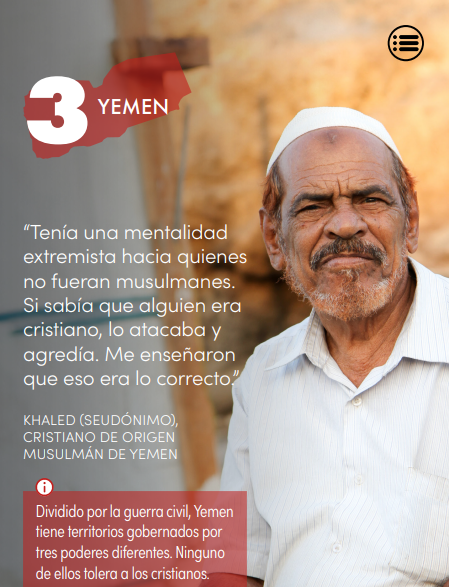 3 YEMEN
“Tenía una mentalidad
extremista hacia quienes
no fueran musulmanes.
Si sabía que alguien era
cristiano, lo atacaba y
agredía. Me enseñaron
que eso era lo correcto.”
KHALED (SEUDÓNIMO),
CRISTIANO DE ORIGEN
MUSULMÁN DE YEMEN
i
Dividido por la guerra civil, Yemen
tiene territorios gobernados por
tres poderes diferentes. Ninguno
de ellos tolera a los cristianos.